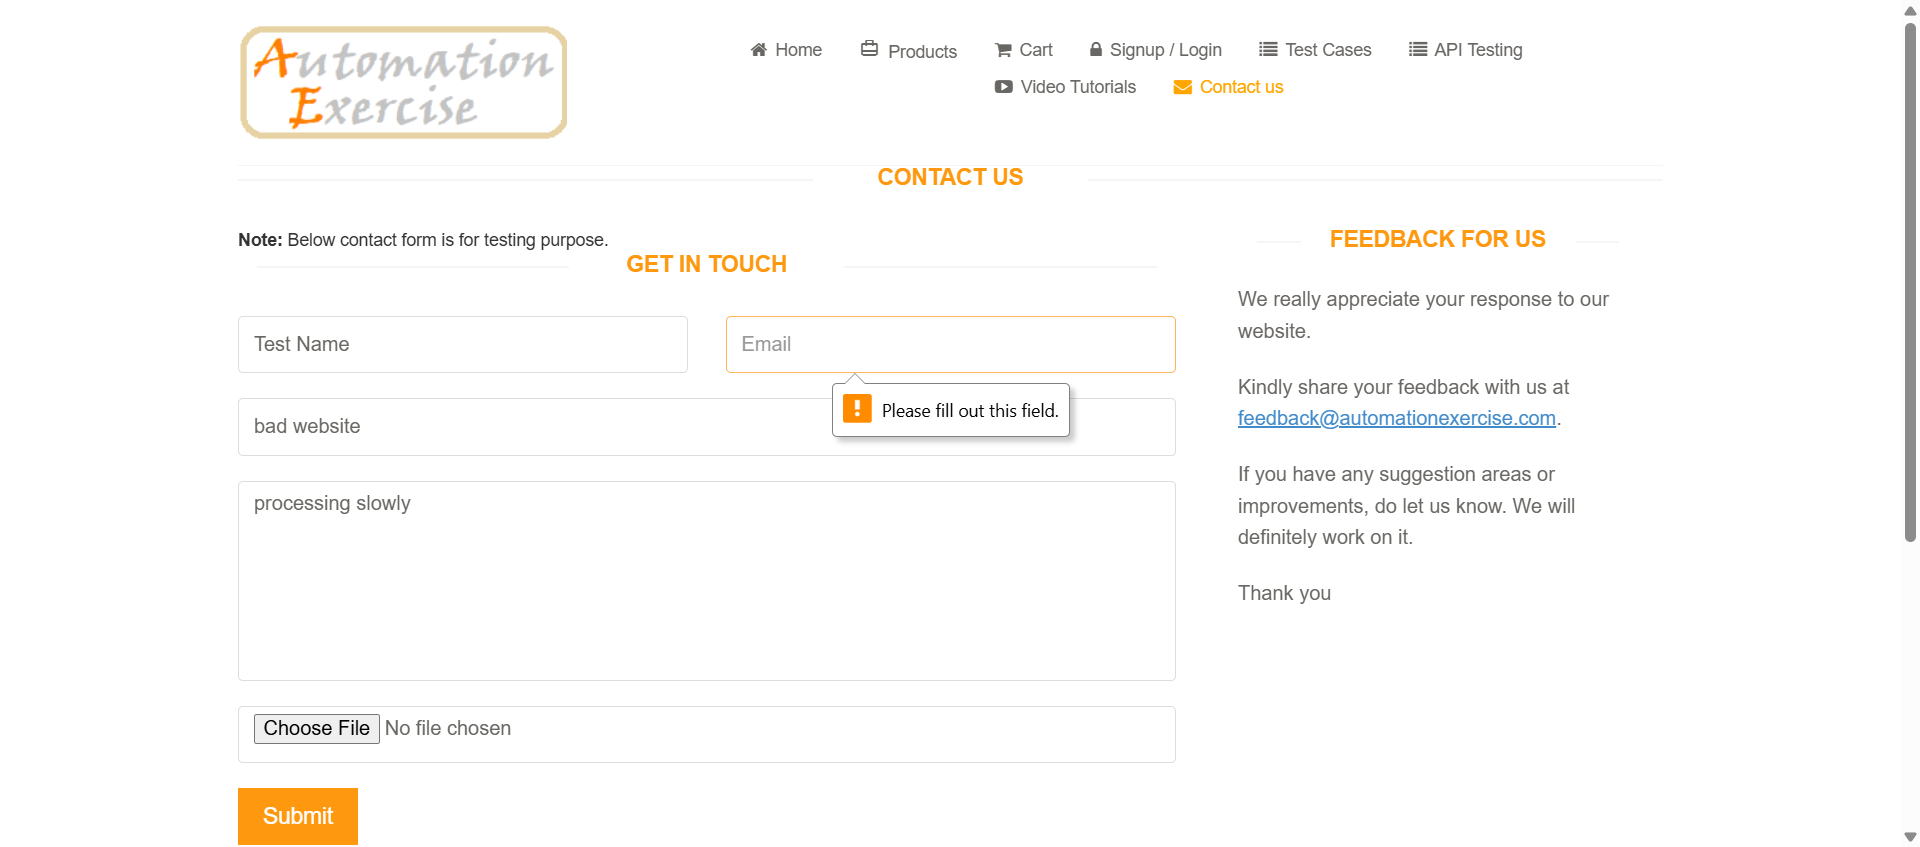 Automation
Exercise
Home
Products
Cart
Signup / Login
Test Cases
API Testing
Video Tutorials
Contact us
CONTACT US
Note: Below contact form is for testing purpose.
GET IN TOUCH
Test Name
Email
Please fill out this field.
bad website
processing slowly
Choose File No file chosen
Submit
FEEDBACK FOR US
We really appreciate your response to our
website.
Kindly share your feedback with us at
feedback@automationexercise.com.
If you have any suggestion areas or
improvements, do let us know. We will
definitely work on it.
Thank you